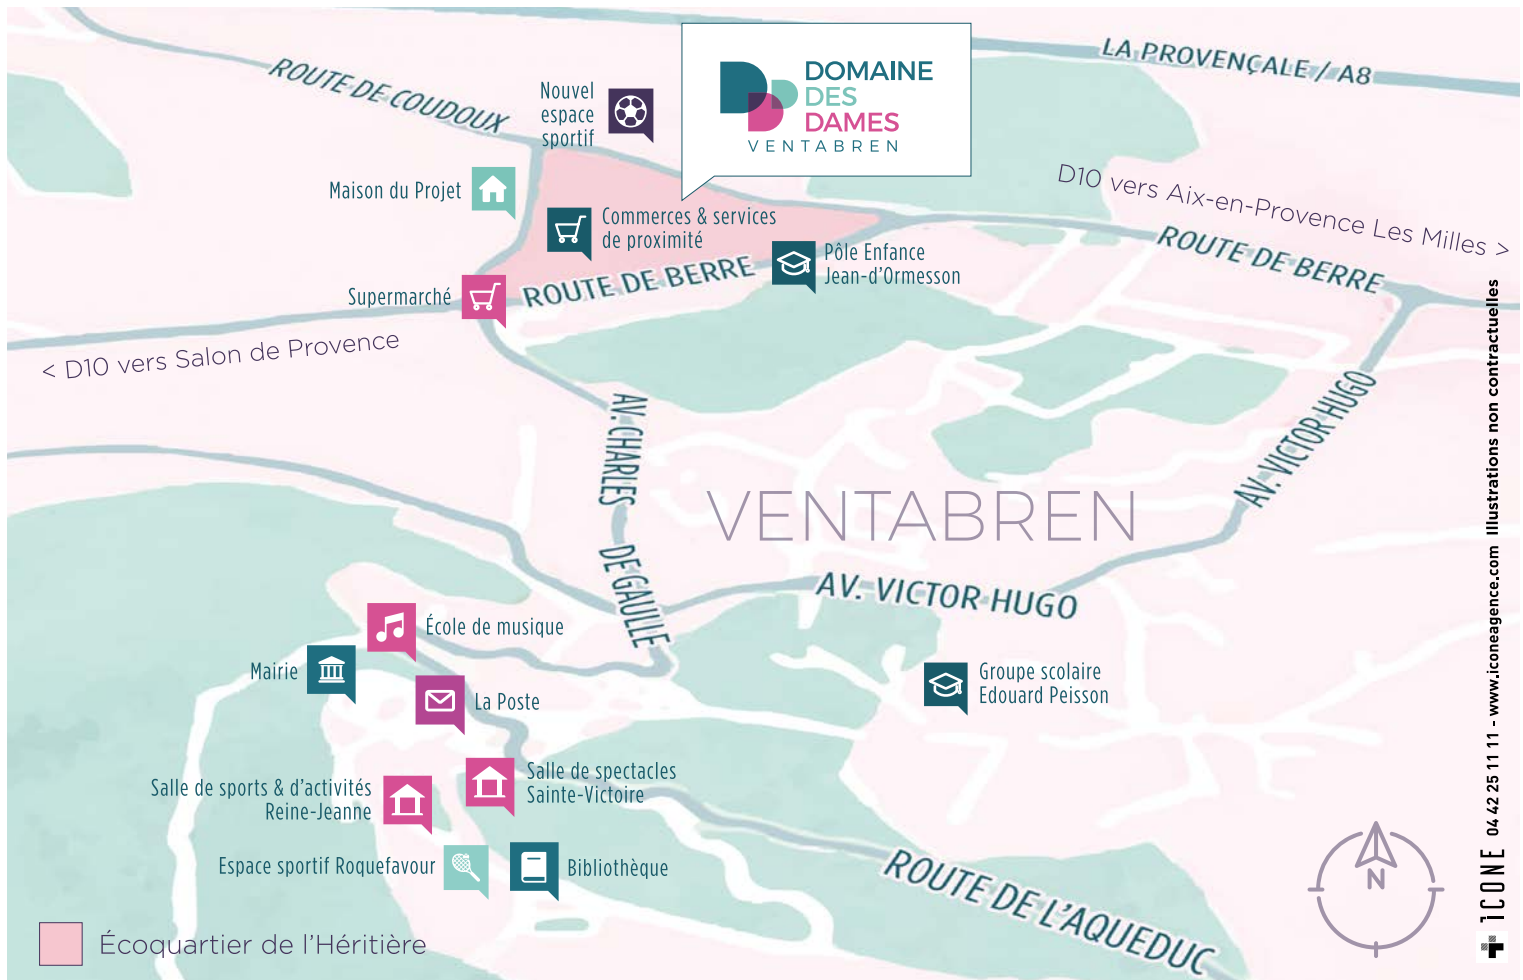 LA PROVENÇALE / A8
ROUTE DE COUDOUX
Nouvel
espace
sportif
DOMAINE
DES
DAMES
VENTABREN
D10 vers Aix-en-Provence Les Milles >
Maison du Projet
Commerces & services
de proximité
ROUTE DE BERRE
Pôle Enfance
Jean-d'Ormesson
ROUTE DE BERRE
Supermarché
< D10 vers Salon de Provence
AV. CHARLES
DE GAULLE
AV. VICTOR HUGO
VENTABREN
AV. VICTOR HUGO
École de musique
Mairie
La Poste
Groupe scolaire
Edouard Peisson
Salle de sports & d'activités
Reine-Jeanne
Salle de spectacles
Sainte-Victoire
Espace sportif Roquefavour
Bibliothèque
ROUTE DE L'AQUEDUC
N
Écoquartier de l'Héritière
iCONE 04 42 25 11 11 - www.iconeagence.com Illustrations non contractuelles